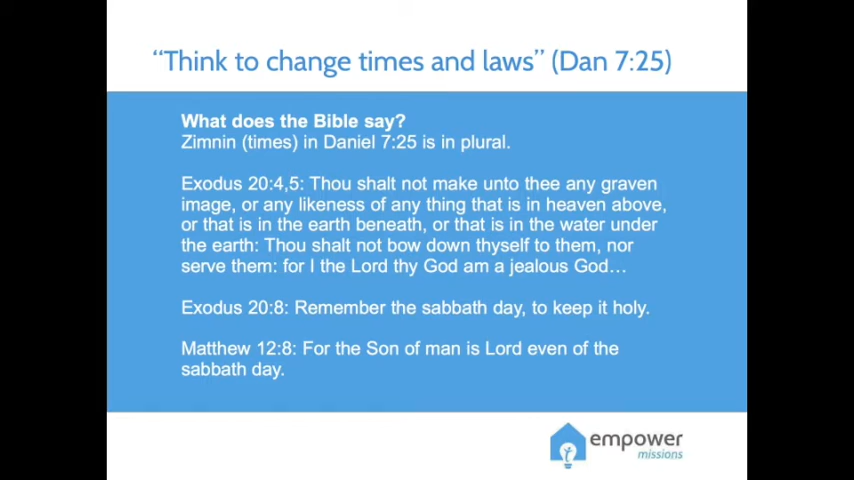 “Think to change times and laws” (Dan 7:25)
What does the Bible say?
Zimnin (times) in Daniel 7:25 is in plural.
Exodus 20:4,5: Thou shalt not make unto thee any graven
image, or any likeness of any thing that is in heaven above,
or that is in the earth beneath, or that is in the water under
the earth: Thou shalt not bow down thyself to them, nor
serve them: for I the Lord thy God am a jealous God…
Exodus 20:8: Remember the sabbath day, to keep it holy.
Matthew 12:8: For the Son of man is Lord even of the
sabbath day.
empower
missions